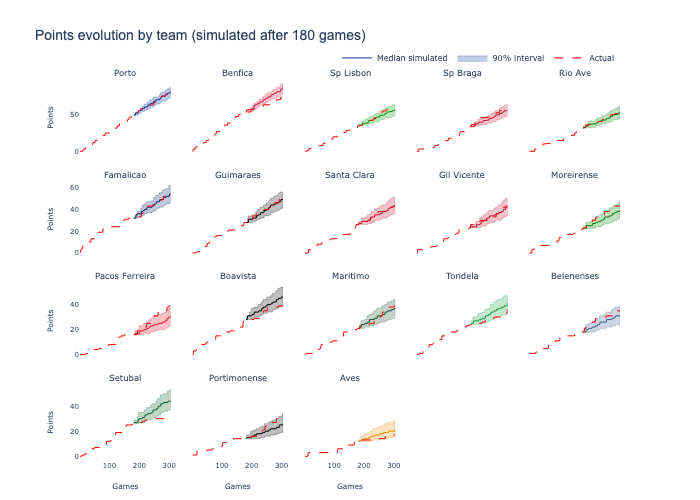 Points evolution by team (simulated after 180 games)
Median simulated 90% interval Actual
Porto Benfica Sp Lisbon Sp Braga Rio Ave
Points
50
0
Famalicao Guimaraes Santa Clara Gil Vicente Moreirense
Points
60
40
20
0
Pacos Ferreira Boavista Maritimo Tondela Belenenses
Points
40
20
0
Setubal Portimonense Aves
Points
40
20
0
100 200 300 100 200 300 100 200 300
Games Games Games